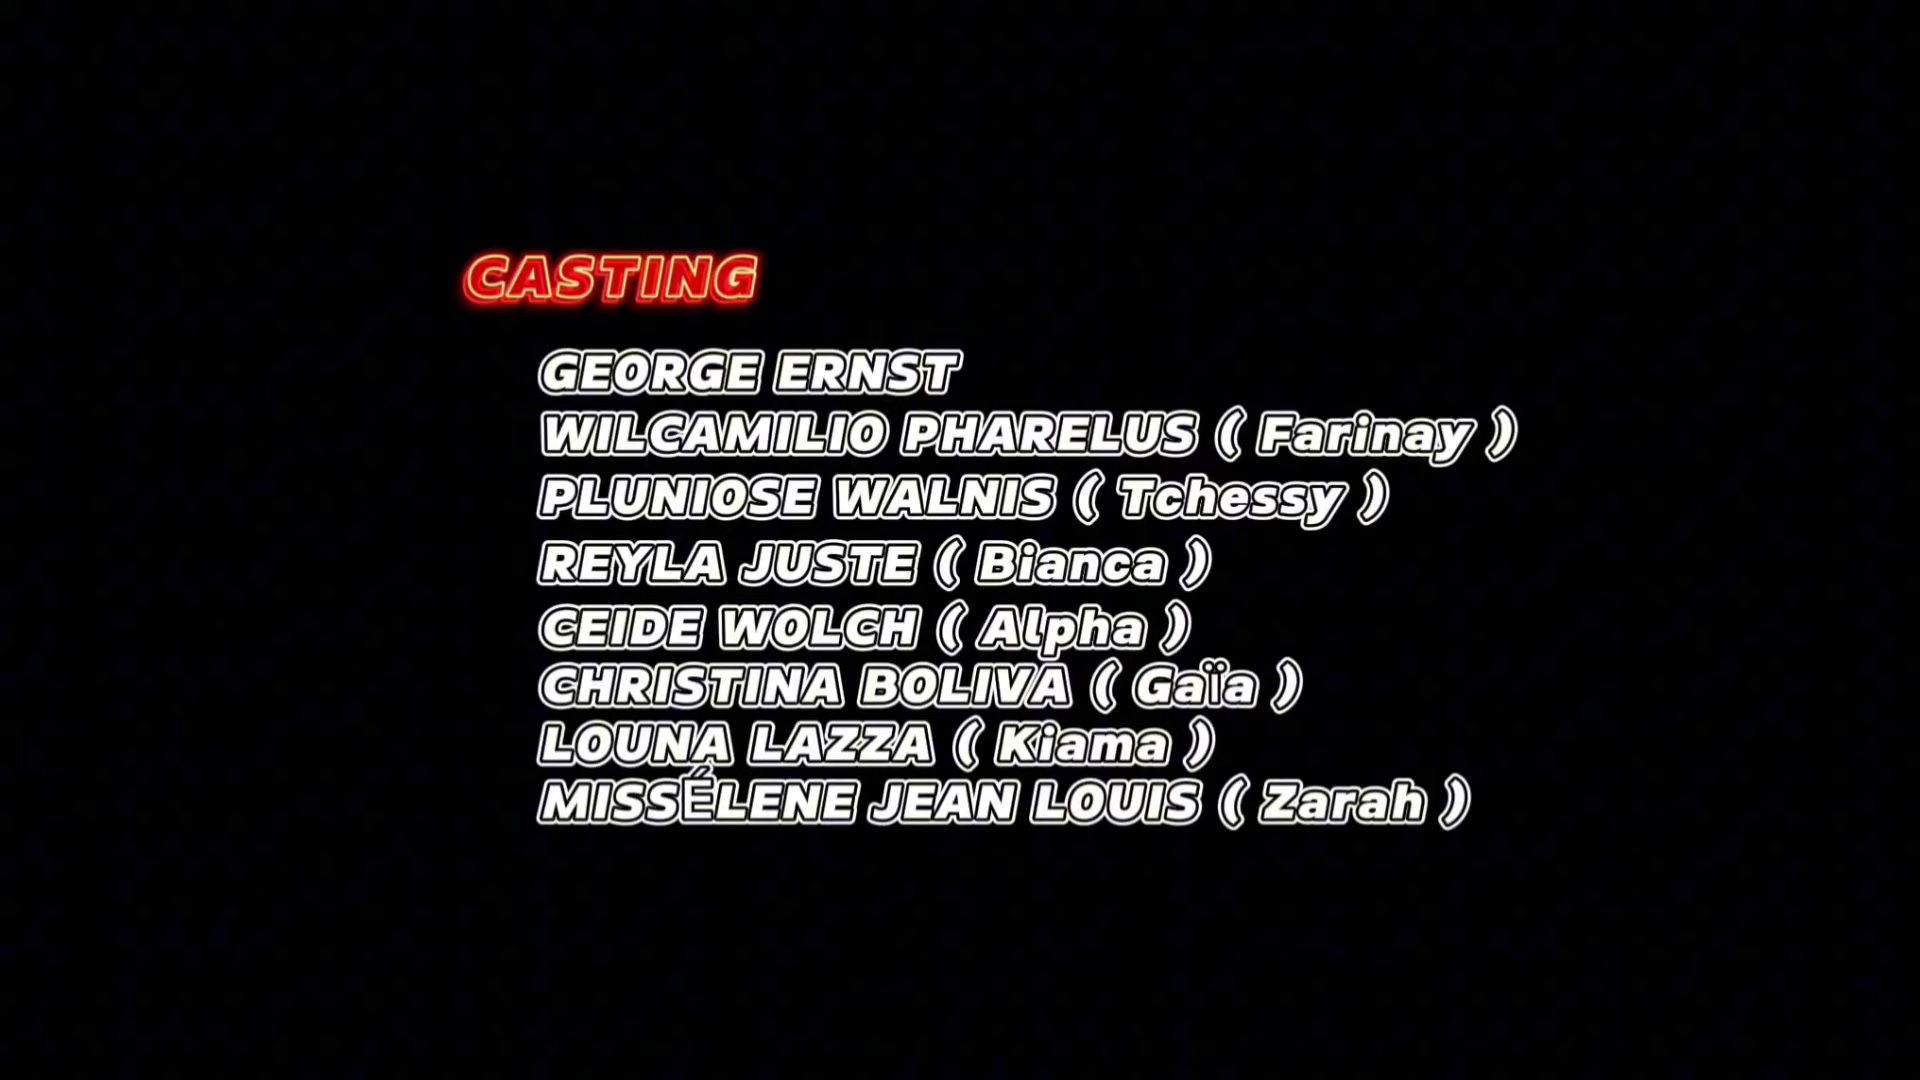 CASTING
GEORGE ERNST
WILCAMILIO PHARELUS ( Farinay )
PLUNIOSE WALNIS ( Tchessy )
REYLA JUSTE ( Bianca )
CEIDE WOLCH ( Alpha )
CHRISTINA BOLIVA ( Gaïa )
LOUNA LAZZA ( Kiama )
MISSÉLENE JEAN LOUIS ( Zarah )